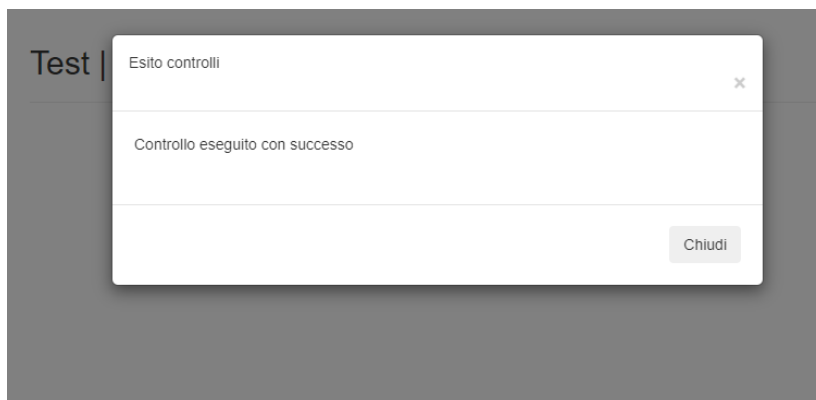 Test |
Esito controlli
×
Controllo eseguito con successo
Chiudi